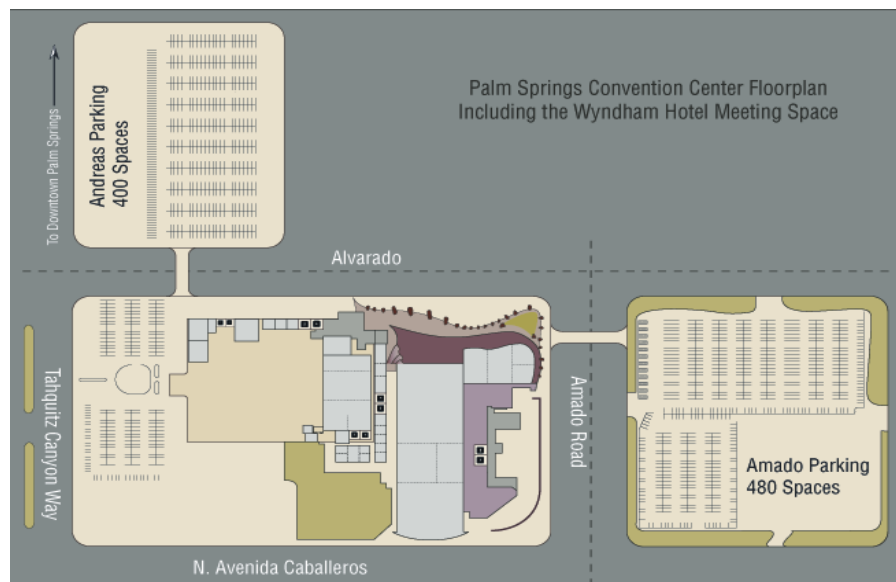 Palm Springs Convention Center Floorplan
Including the Wyndham Hotel Meeting Space
To Downtown Palm Springs
Andreas Parking
400 Spaces
Alvarado
Tahquitz Canyon Way
Amado Road
Amado Parking
480 Spaces
N. Avenida Caballeros